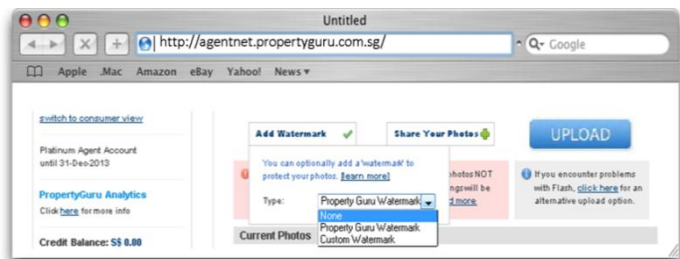 Untitled
http://agentnet.propertyguru.com.sg/
Google
Apple .Mac Amazon eBay Yahoo! News
switch to consumer view
Platinum Agent Account
until 31-Dec-2013
PropertyGuru Analytics
Click here for more info
Credit Balance: S$ 0.00
Add Watermark
Share Your Photos
UPLOAD
You can optionally add a 'watermark' to
protect your photos. [learn more]
Type: Property Guru Watermark
None
Property Guru Watermark
Custom Watermark
photos NOT
ngs will be
d more.
If you encounter problems
with Flash, click here for an
alternative upload option.
Current Photos